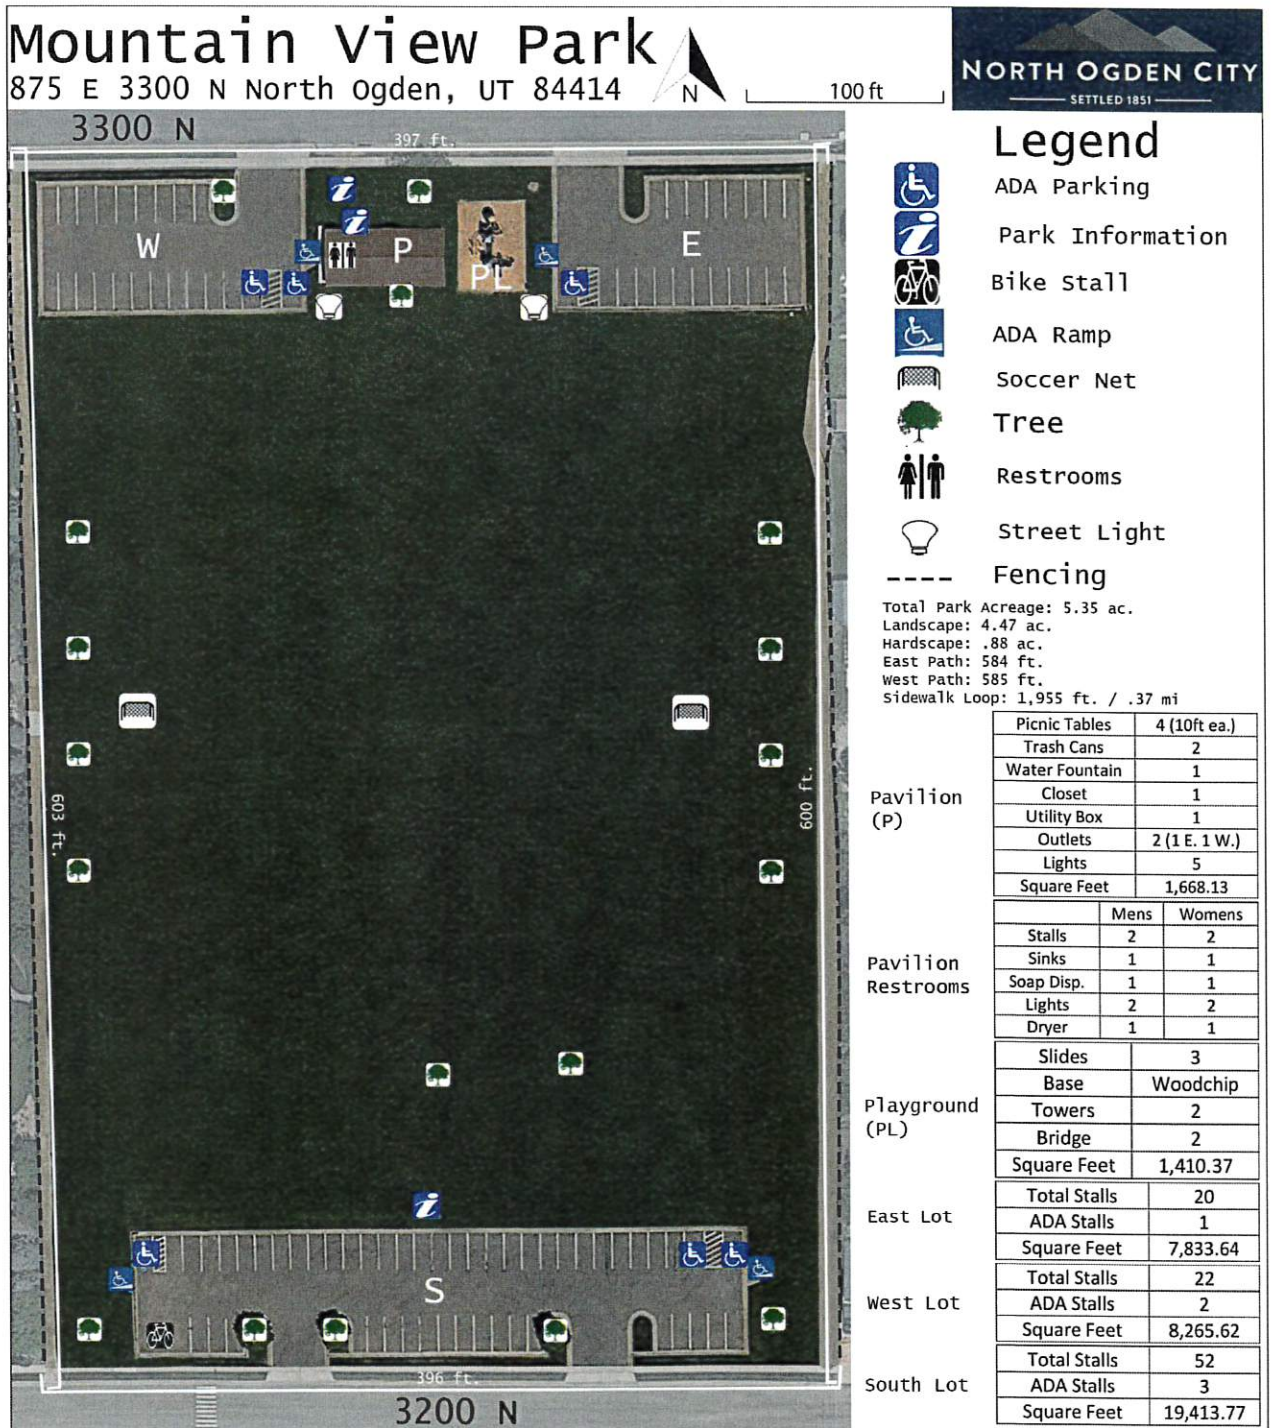 Mountain View Park
875 E 3300 N North Ogden, UT 84414
N
100 ft
NORTH OGDEN CITY
SETTLED 1851
3300 N
397 ft.
W
P
PL
E
603 ft.
600 ft.
S
396 ft.
3200 N
Legend
ADA Parking
Park Information
Bike Stall
ADA Ramp
Soccer Net
Tree
Restrooms
Street Light
Fencing
Total Park Acreage: 5.35 ac.
Landscape: 4.47 ac.
Hardscape: .88 ac.
East Path: 584 ft.
West Path: 585 ft.
Sidewalk Loop: 1,955 ft. / .37 mi
Pavilion
(P)
Picnic Tables 4 (10ft ea.)
Trash Cans 2
Water Fountain 1
Closet 1
Utility Box 1
Outlets 2 (1 E. 1 W.)
Lights 5
Square Feet 1,668.13
Pavilion
Restrooms
Mens Womens
Stalls 2 2
Sinks 1 1
Soap Disp. 1 1
Lights 2 2
Dryer 1 1
Playground
(PL)
Slides 3
Base Woodchip
Towers 2
Bridge 2
Square Feet 1,410.37
East Lot
Total Stalls 20
ADA Stalls 1
Square Feet 7,833.64
West Lot
Total Stalls 22
ADA Stalls 2
Square Feet 8,265.62
South Lot
Total Stalls 52
ADA Stalls 3
Square Feet 19,413.77